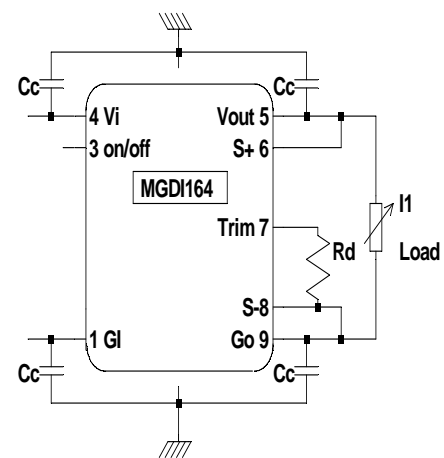 Cc
Cc
4 Vi
Vout 5
3 on/off
S+ 6
MGDI164
I1
Trim 7
Rd
Load
S-8
1 GI
Go 9
Cc
Cc